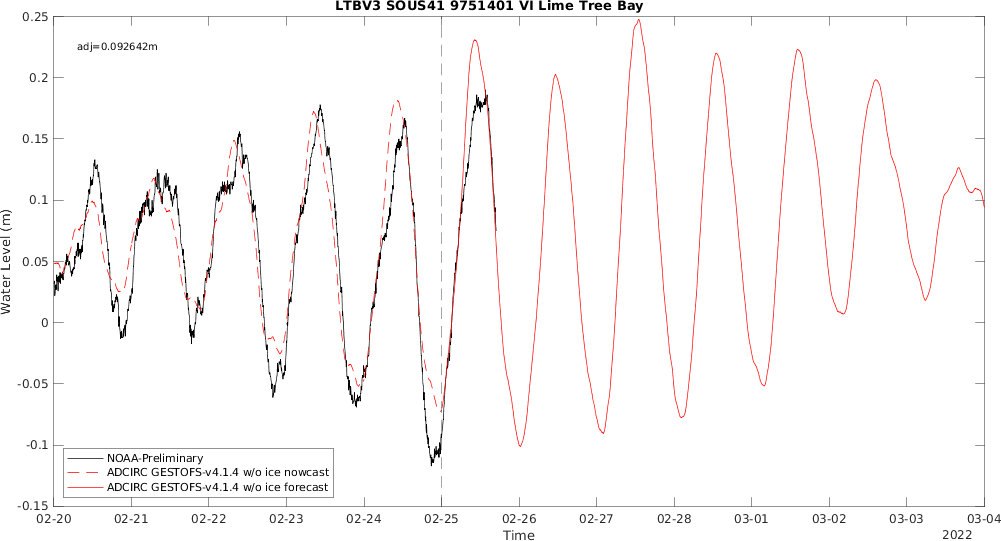 LTBV3 SOUS41 9751401 VI Lime Tree Bay
adj=0.092642m
0.25
0.2
0.15
0.1
0.05
0
-0.05
-0.1
-0.15
Water Level (m)
NOAA-Preliminary
ADCIRC GESTOFS-v4.1.4 w/o ice nowcast
ADCIRC GESTOFS-v4.1.4 w/o ice forecast
02-20 02-21 02-22 02-23 02-24 02-25 02-26 02-27 02-28 03-01 03-02 03-03 03-04
Time
2022